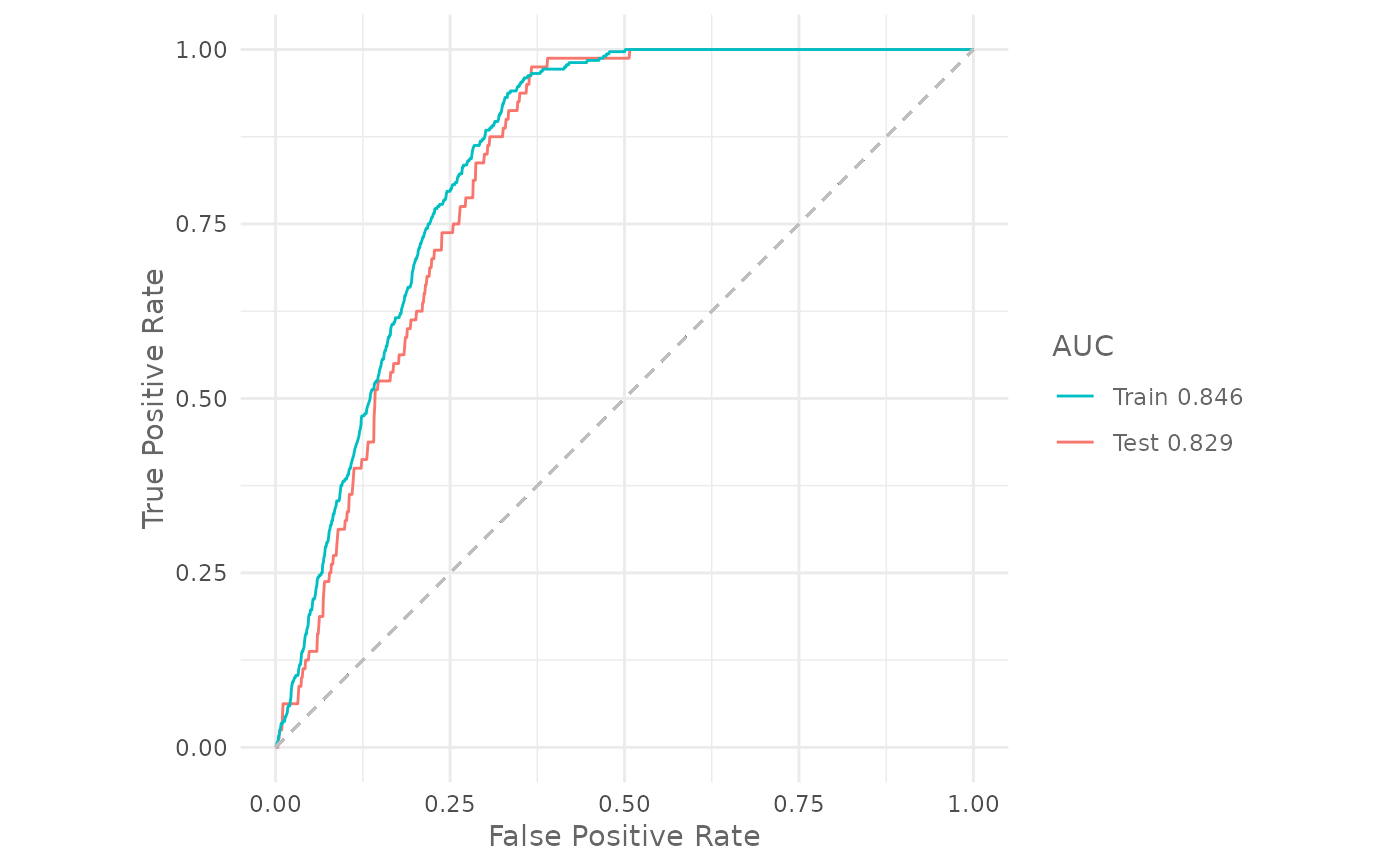 1.00
0.75
0.50
0.25
0.00
True Positive Rate
0.00 0.25 0.50 0.75 1.00
False Positive Rate
AUC
Train 0.846
Test 0.829